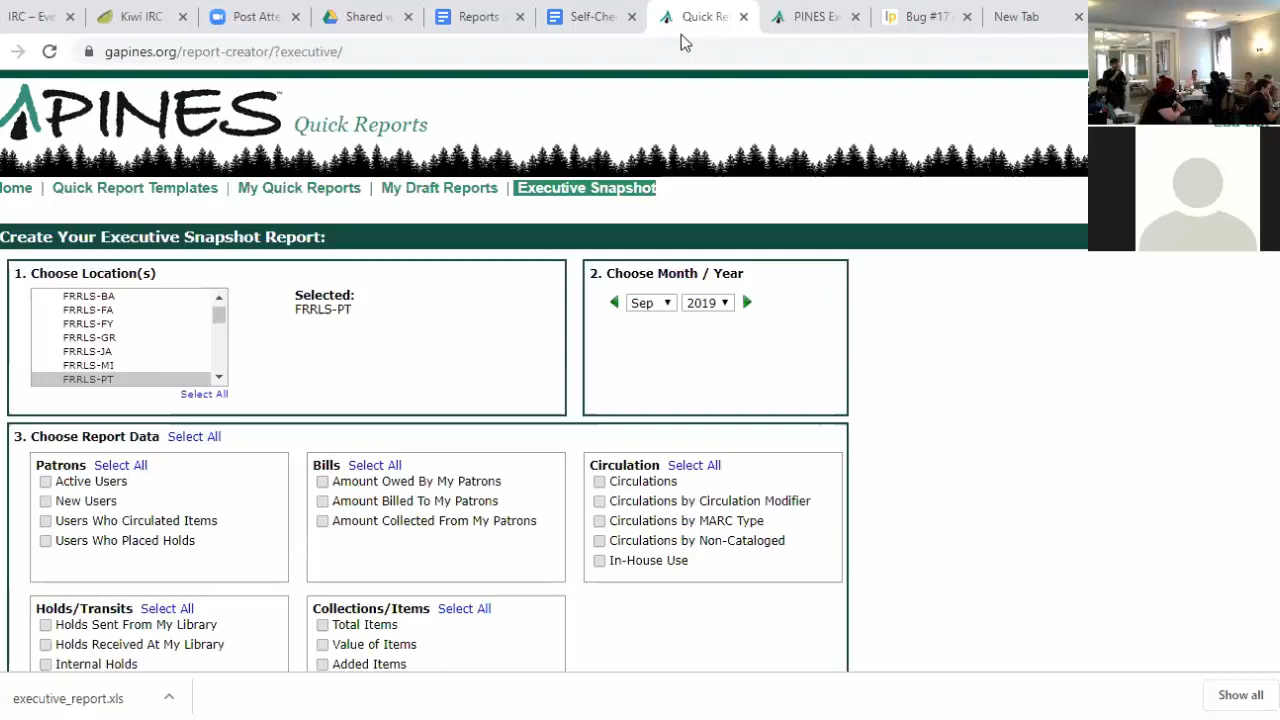 IRC – Eve
Kiwi IRC
Post Atte
Shared w
Reports -
Self-Che
Quick Re
PINES Ex
Bug #17
New Tab
gapines.org/report-creator/?executive/
PINES™ Quick Reports
ome | Quick Report Templates | My Quick Reports | My Draft Reports | Executive Snapshot
Create Your Executive Snapshot Report:
1. Choose Location(s)
FRRLS-BA
FRRLS-FA
FRRLS-FY
FRRLS-GR
FRRLS-JA
FRRLS-MI
FRRLS-PT
Select All
Selected:
FRRLS-PT
2. Choose Month / Year
Sep 2019
3. Choose Report Data Select All
Patrons Select All
Active Users
New Users
Users Who Circulated Items
Users Who Placed Holds
Bills Select All
Amount Owed By My Patrons
Amount Billed To My Patrons
Amount Collected From My Patrons
Circulation Select All
Circulations
Circulations by Circulation Modifier
Circulations by MARC Type
Circulations by Non-Cataloged
In-House Use
Holds/Transits Select All
Holds Sent From My Library
Holds Received At My Library
Internal Holds
Collections/Items Select All
Total Items
Value of Items
Added Items
executive_report.xls
Show all